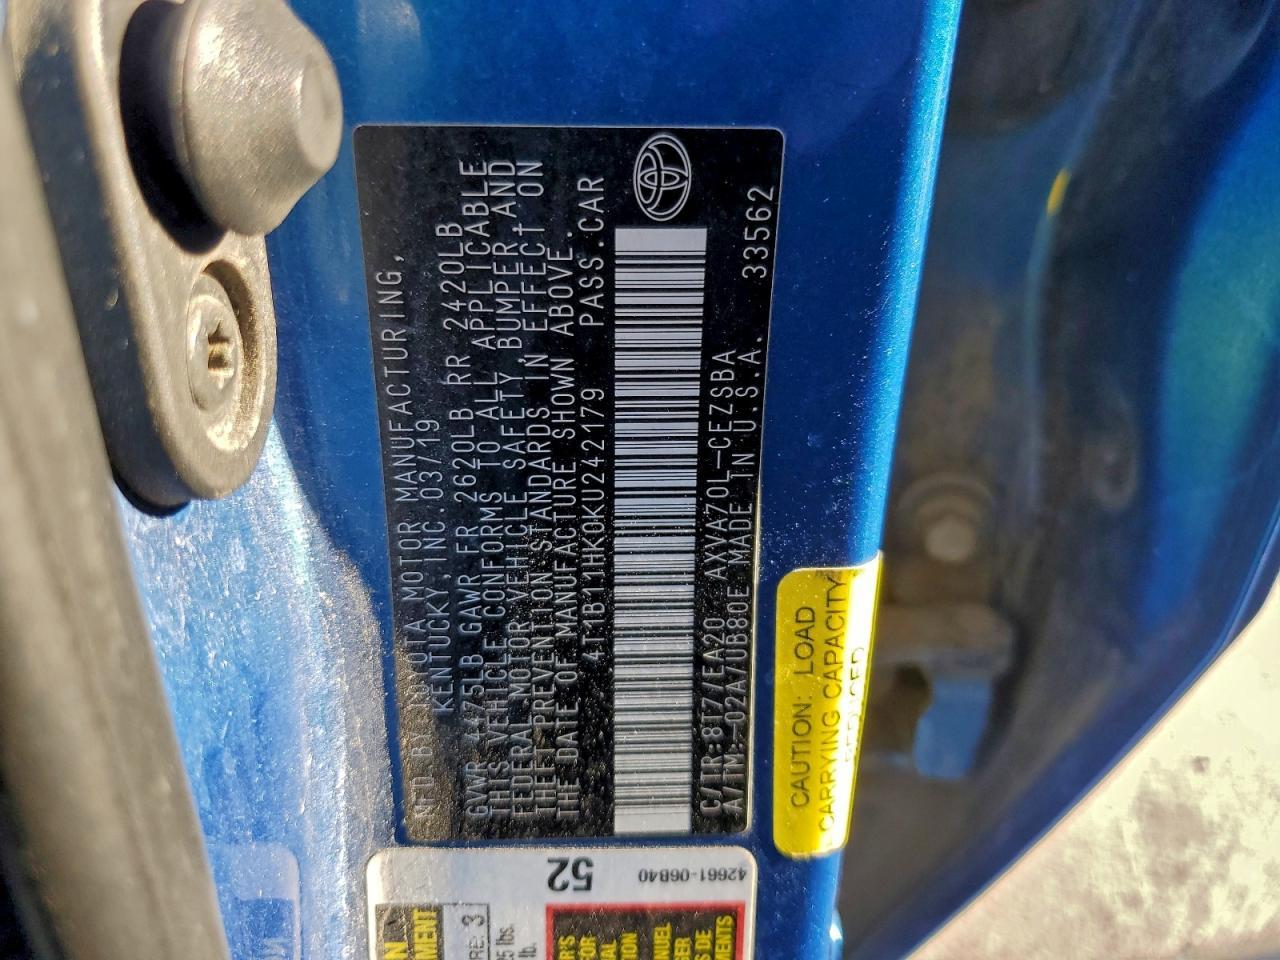 MFD BY TOYOTA MOTOR MANUFACTURING,
KENTUCKY, INC. 03/19
GVWR 4475LB GAWR FR 2620LB RR 2420LB
THIS VEHICLE CONFORMS TO ALL APPLICABLE
FEDERAL MOTOR VEHICLE SAFETY, BUMPER, AND
THEFT PREVENTION STANDARDS IN EFFECT ON
THE DATE OF MANUFACTURE SHOWN ABOVE.
4T1B11HK0KU242179 PASS.CAR
C/TR: 8T7/EA20 AXVA70L-CEZSBA
A/TM: -02A/UB80E MADE IN U.S.A. 33562
CAUTION: LOAD
CARRYING CAPACITY
REDUCED
52
42661-06B40
3
lb.